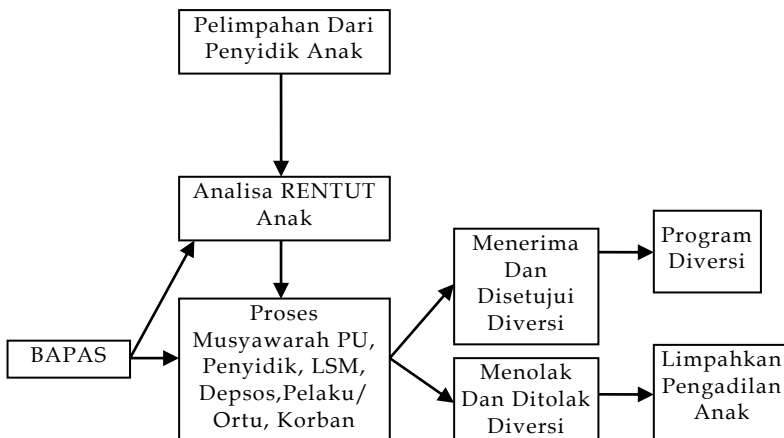 Pelimpahan Dari
Penyidik Anak
Analisa RENTUT
Anak
BAPAS
Proses
Musyawarah PU,
Penyidik, LSM,
Depsos,Pelaku/
Ortu, Korban
Menerima
Dan
Disetujui
Diversi
Program
Diversi
Menolak
Dan Ditolak
Diversi
Limpahkan
Pengadilan
Anak